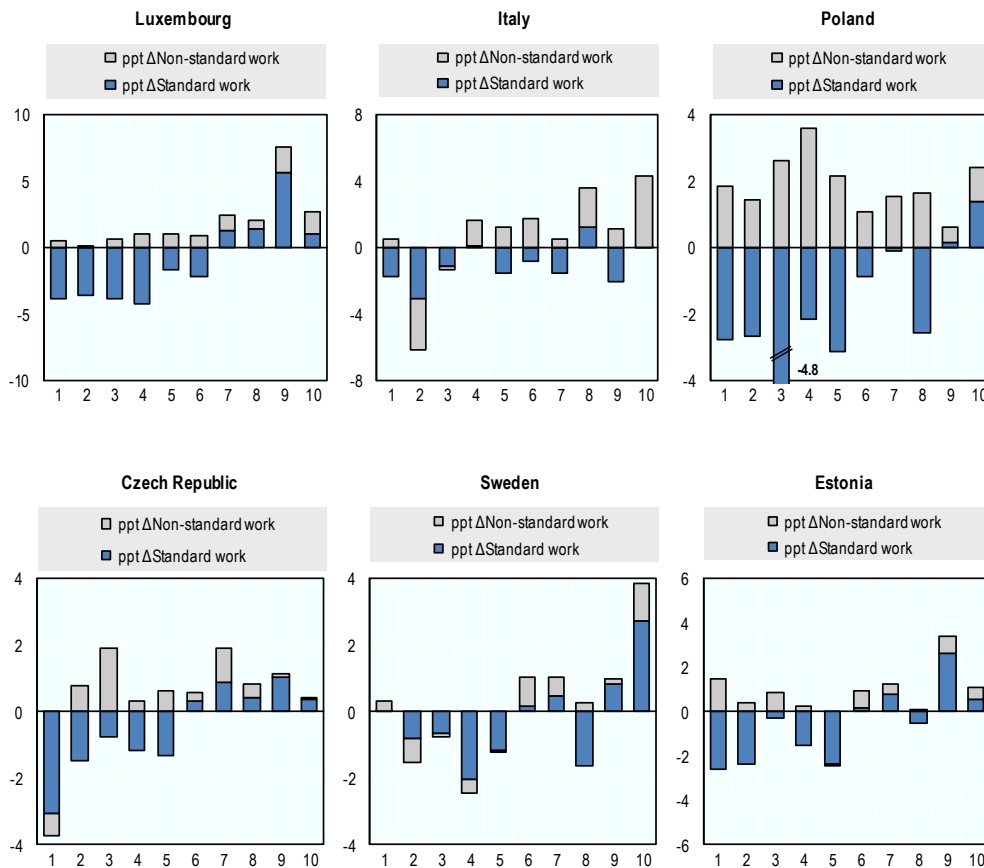 Luxembourg
ppt ΔNon-standard work
ppt ΔStandard work
10
5
0
-5
-10
1 2 3 4 5 6 7 8 9 10
Italy
ppt ΔNon-standard work
ppt ΔStandard work
8
4
0
-4
-8
1 2 3 4 5 6 7 8 9 10
Poland
ppt ΔNon-standard work
ppt ΔStandard work
4
2
0
-2
-4
-4.8
1 2 3 4 5 6 7 8 9 10
Czech Republic
ppt ΔNon-standard work
ppt ΔStandard work
4
2
0
-2
-4
1 2 3 4 5 6 7 8 9 10
Sweden
ppt ΔNon-standard work
ppt ΔStandard work
4
2
0
-2
-4
1 2 3 4 5 6 7 8 9 10
Estonia
ppt ΔNon-standard work
ppt ΔStandard work
6
4
2
0
-2
-4
-6
1 2 3 4 5 6 7 8 9 10